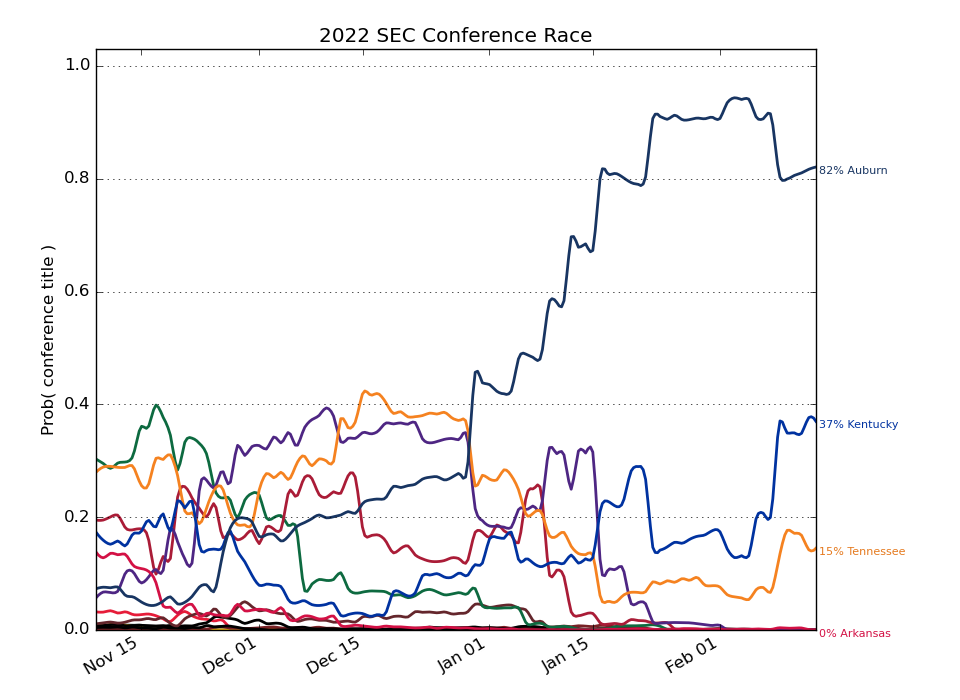 2022 SEC Conference Race
Prob( conference title )
1.0
0.8
0.6
0.4
0.2
0.0
Nov 15
Dec 01
Dec 15
Jan 01
Jan 15
Feb 01
82% Auburn
37% Kentucky
15% Tennessee
0% Arkansas